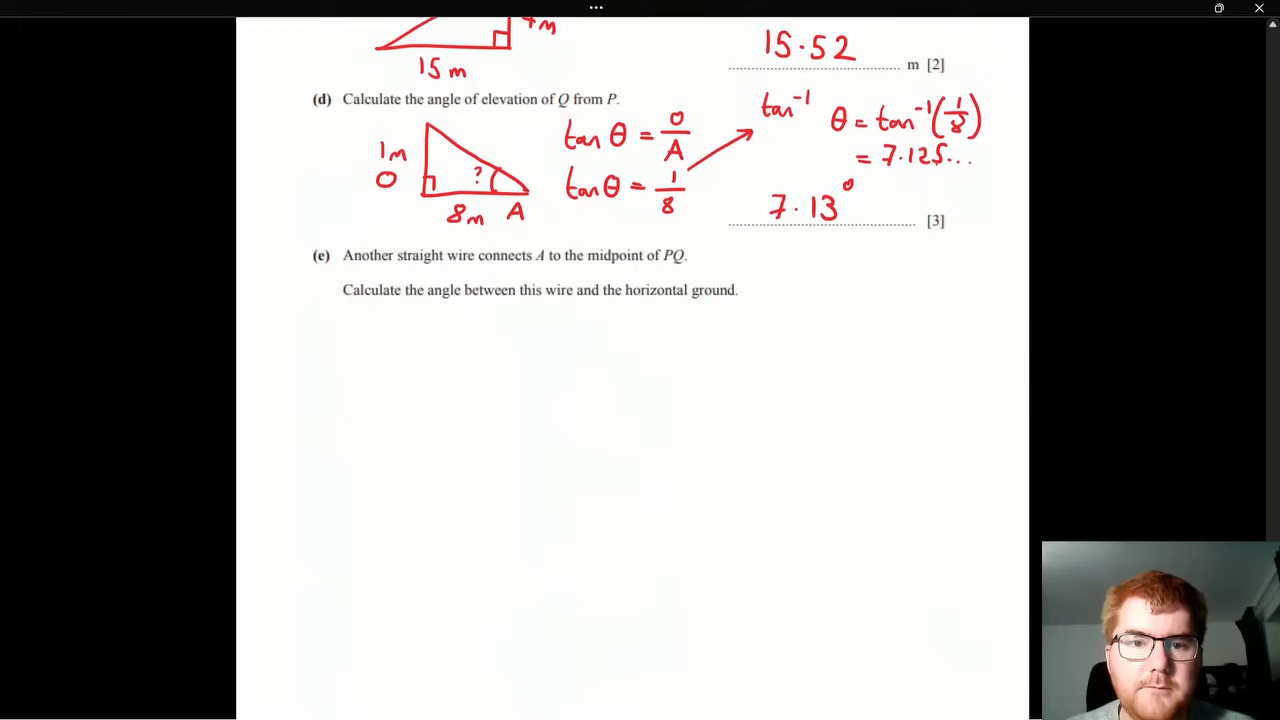 4m
15 m
15.52
m [2]
(d) Calculate the angle of elevation of Q from P.
1m
O
?
8m A
tan θ = O/A
tan θ = 1/8
tan⁻¹
θ = tan⁻¹(1/8)
= 7.125...
7.13°
[3]
(e) Another straight wire connects A to the midpoint of PQ.
Calculate the angle between this wire and the horizontal ground.